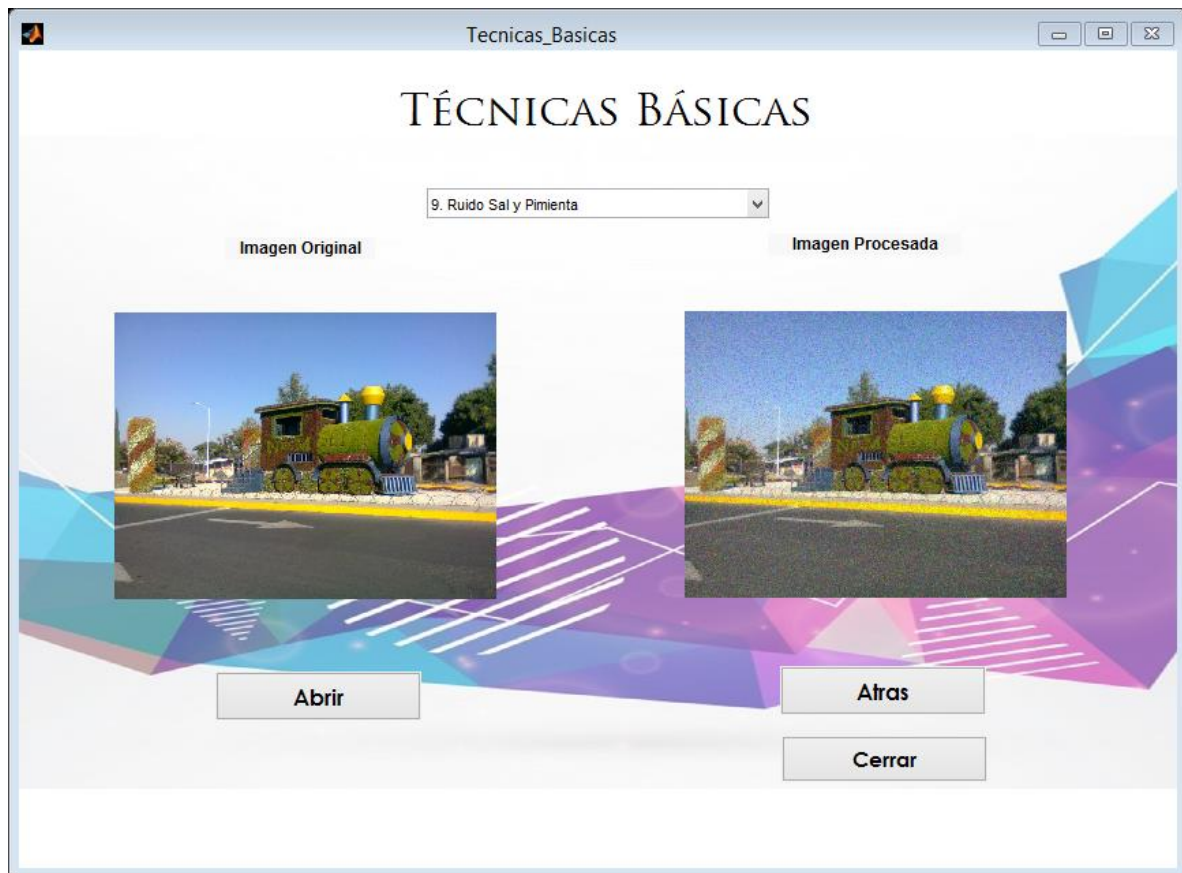 Tecnicas_Basicas
TÉCNICAS BÁSICAS
9. Ruido Sal y Pimienta
Imagen Original
Imagen Procesada
Abrir
Atras
Cerrar